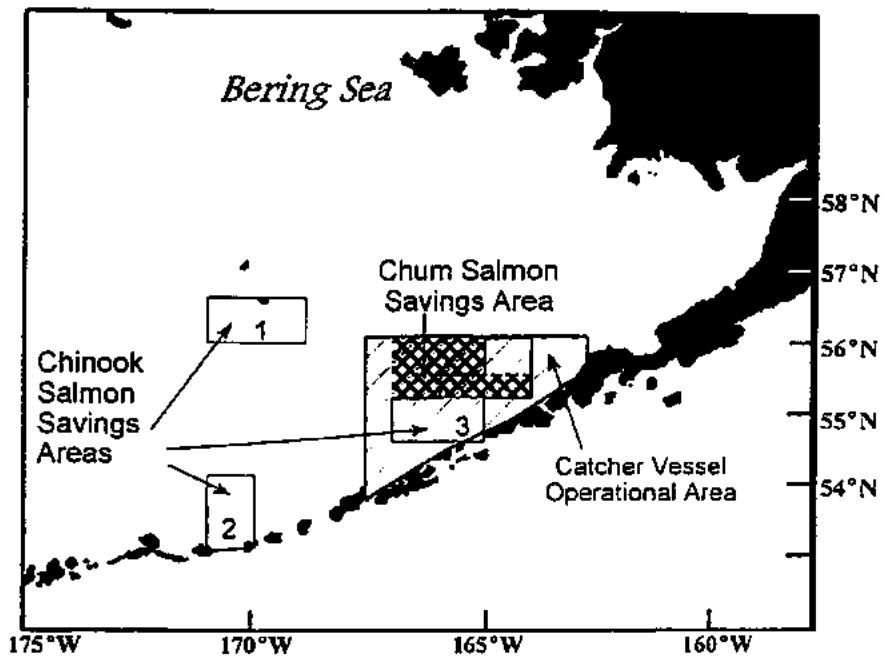 Bering Sea
58°N
57°N
Chum Salmon
Savings Area
1
56°N
Chinook
Salmon
Savings
Areas
3
55°N
Catcher Vessel
Operational Area
54°N
2
175°W
170°W
165°W
160°W